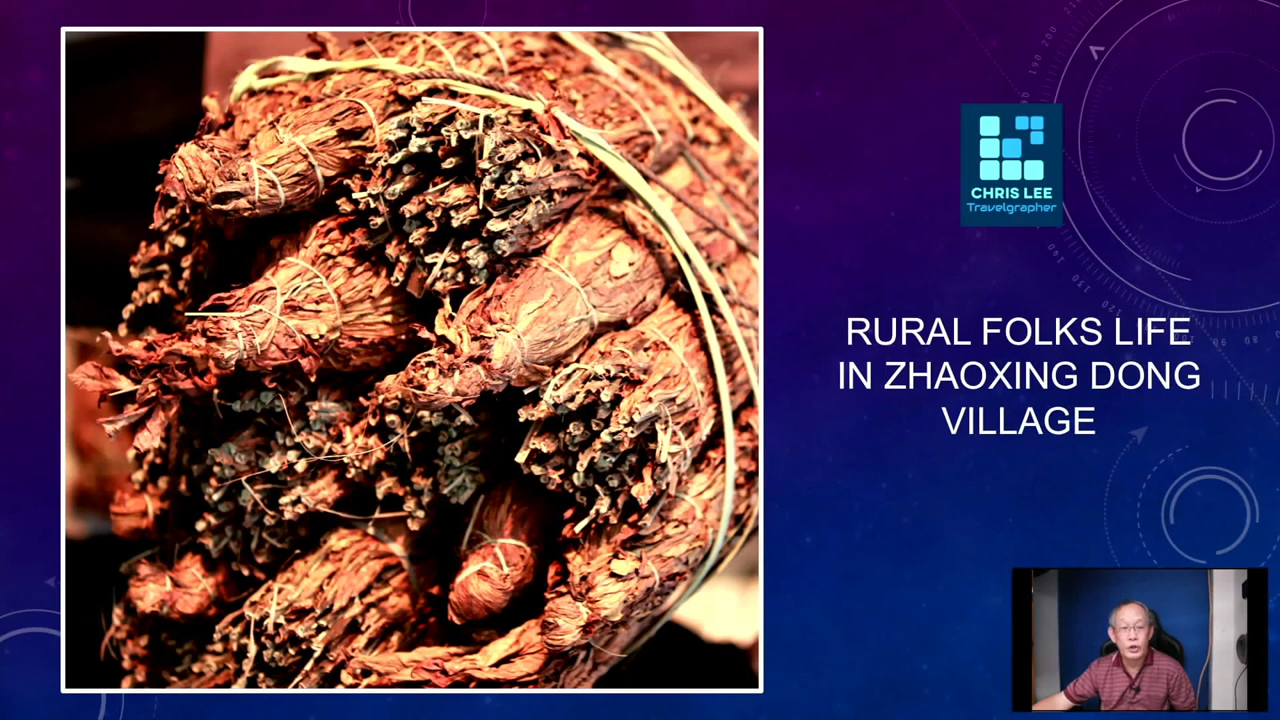 CHRIS LEE
Travelgrapher
RURAL FOLKS LIFE
IN ZHAOXING DONG
VILLAGE